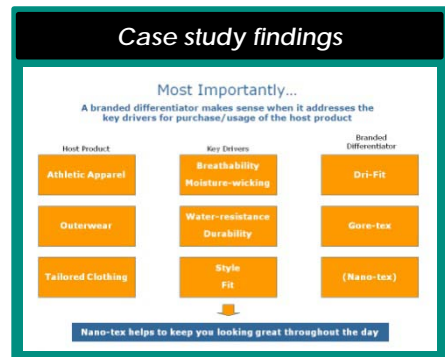 Case study findings
Most Importantly...
A branded differentiator makes sense when it addresses the
key drivers for purchase/usage of the host product
Host Product
Key Drivers
Branded
Differentiator
Athletic Apparel
Breathability
Moisture-wicking
Dri-Fit
Outerwear
Water-resistance
Durability
Gore-tex
Tailored Clothing
Style
Fit
(Nano-tex)
Nano-tex helps to keep you looking great throughout the day